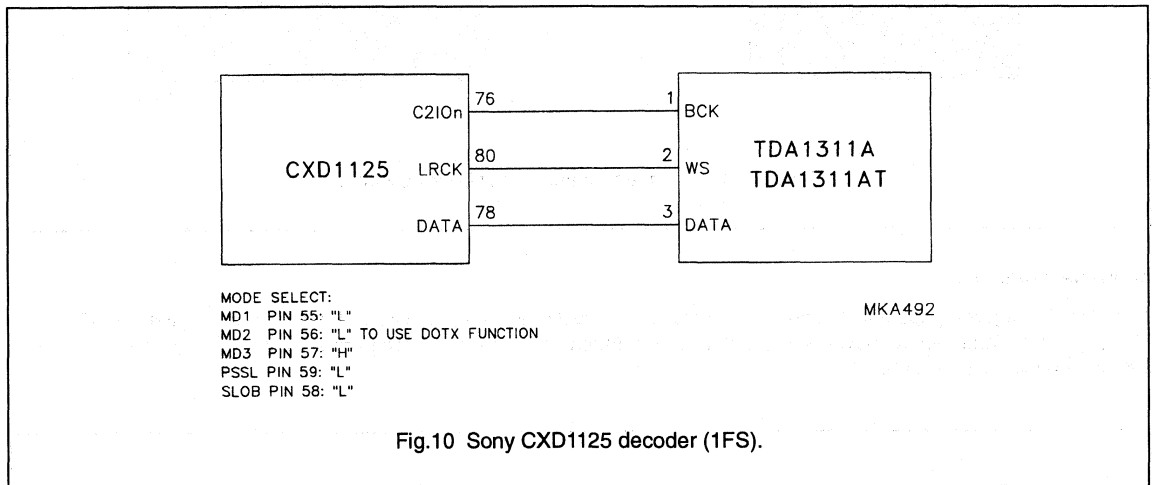 C2IOn 76 1 BCK
CXD1125 LRCK 80 2 WS TDA1311A
TDA1311AT
DATA 78 3 DATA
MODE SELECT:
MD1 PIN 55: "L"
MD2 PIN 56: "L" TO USE DOTX FUNCTION
MD3 PIN 57: "H"
PSSL PIN 59: "L"
SLOB PIN 58: "L"
MKA492
Fig.10 Sony CXD1125 decoder (1FS).